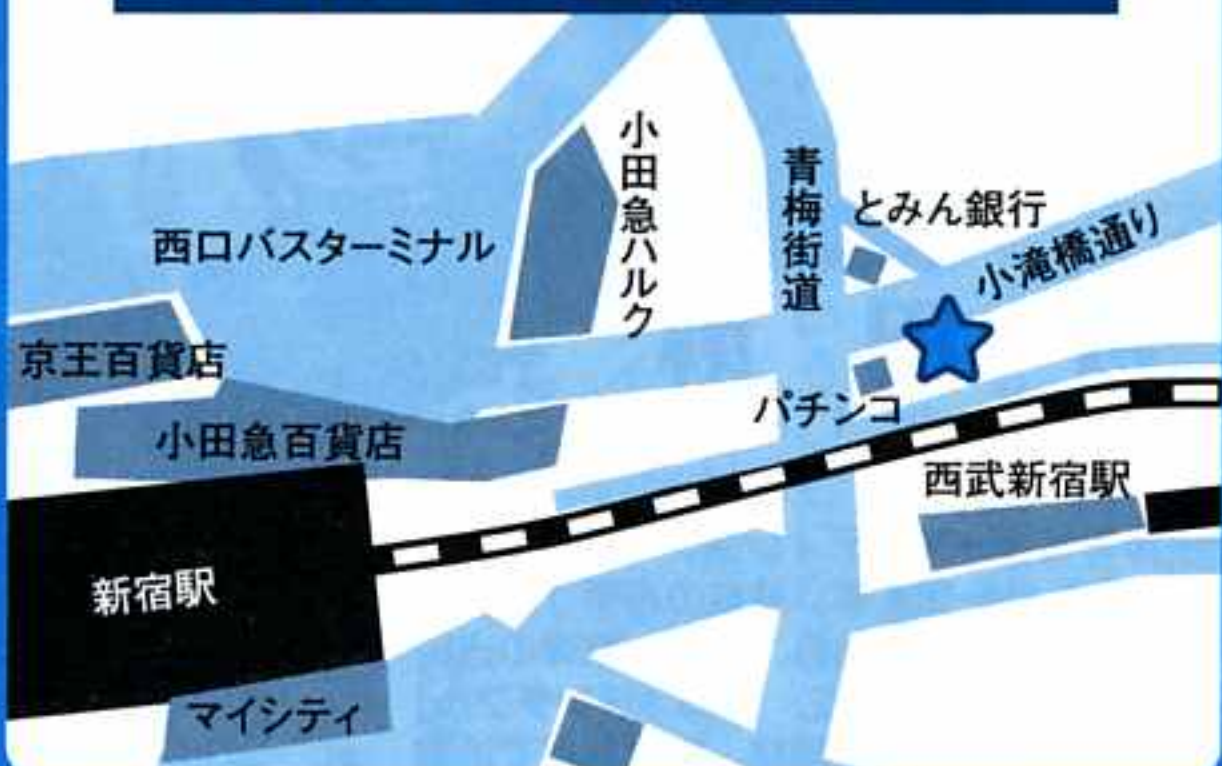 小田急ハルク
青梅街道
とみん銀行
小滝橋通り
西口バスターミナル
京王百貨店
小田急百貨店
パチンコ
西武新宿駅
新宿駅
マイシティ